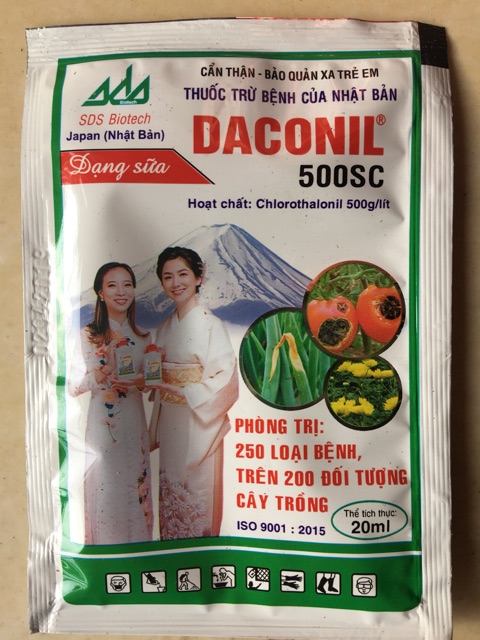 CẨN THẬN - BẢO QUẢN XA TRẺ EM
THUỐC TRỪ BỆNH CỦA NHẬT BẢN
sds
Biotech
SDS Biotech
Japan (Nhật Bản)
DACONIL®
500SC
Dạng sữa
Hoạt chất: Chlorothalonil 500g/lít
PHÒNG TRỊ:
250 LOẠI BỆNH,
TRÊN 200 ĐỐI TƯỢNG
CÂY TRỒNG
ISO 9001 : 2015
Thể tích thực:
20ml